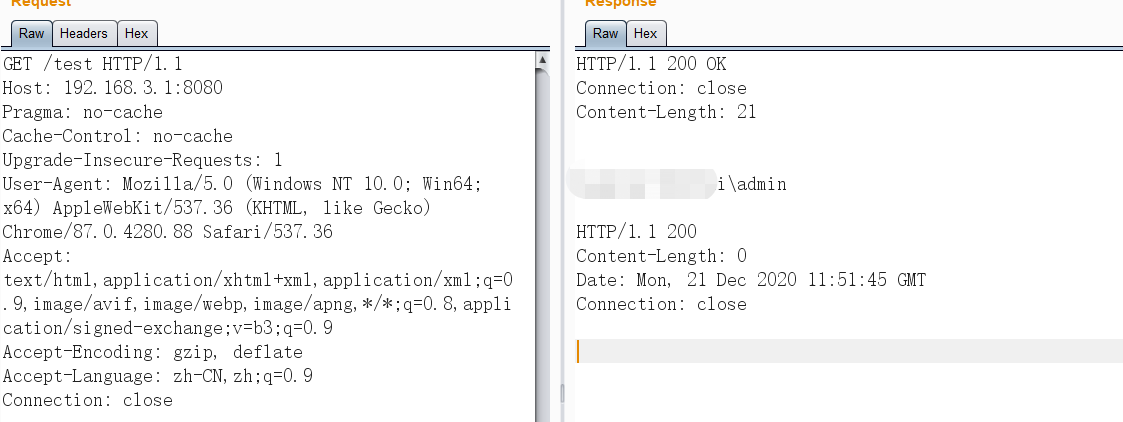 Request
Raw Headers Hex
GET /test HTTP/1.1
Host: 192.168.3.1:8080
Pragma: no-cache
Cache-Control: no-cache
Upgrade-Insecure-Requests: 1
User-Agent: Mozilla/5.0 (Windows NT 10.0; Win64;
x64) AppleWebKit/537.36 (KHTML, like Gecko)
Chrome/87.0.4280.88 Safari/537.36
Accept:
text/html,application/xhtml+xml,application/xml;q=0
.9,image/avif,image/webp,image/apng,*/*;q=0.8,appli
cation/signed-exchange;v=b3;q=0.9
Accept-Encoding: gzip, deflate
Accept-Language: zh-CN,zh;q=0.9
Connection: close
Response
Raw Hex
HTTP/1.1 200 OK
Connection: close
Content-Length: 21
i\admin
HTTP/1.1 200
Content-Length: 0
Date: Mon, 21 Dec 2020 11:51:45 GMT
Connection: close